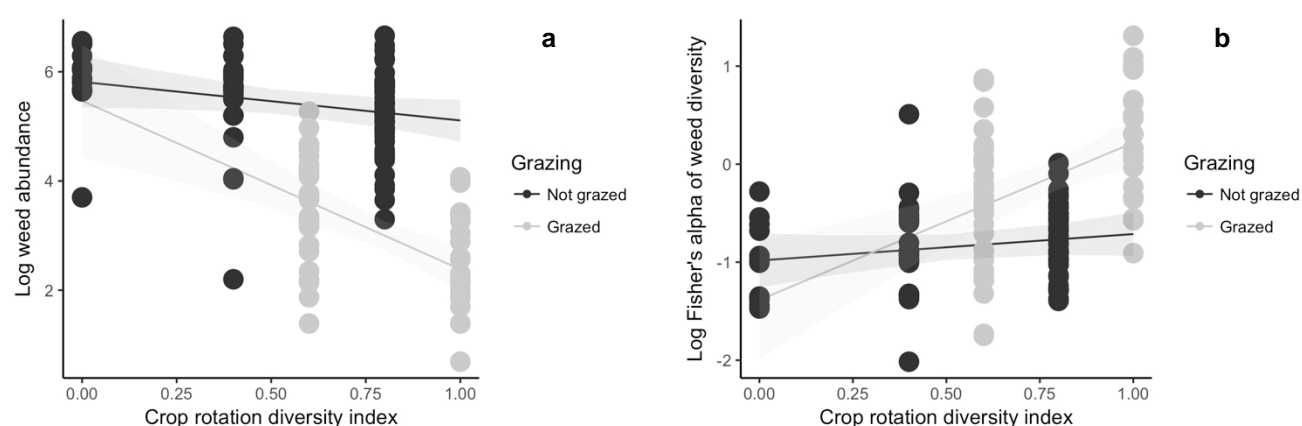 a
6
4
2
Log weed abundance
0.00 0.25 0.50 0.75 1.00
Crop rotation diversity index
Grazing
Not grazed
Grazed
b
1
0
-1
-2
Log Fisher's alpha of weed diversity
0.00 0.25 0.50 0.75 1.00
Crop rotation diversity index
Grazing
Not grazed
Grazed